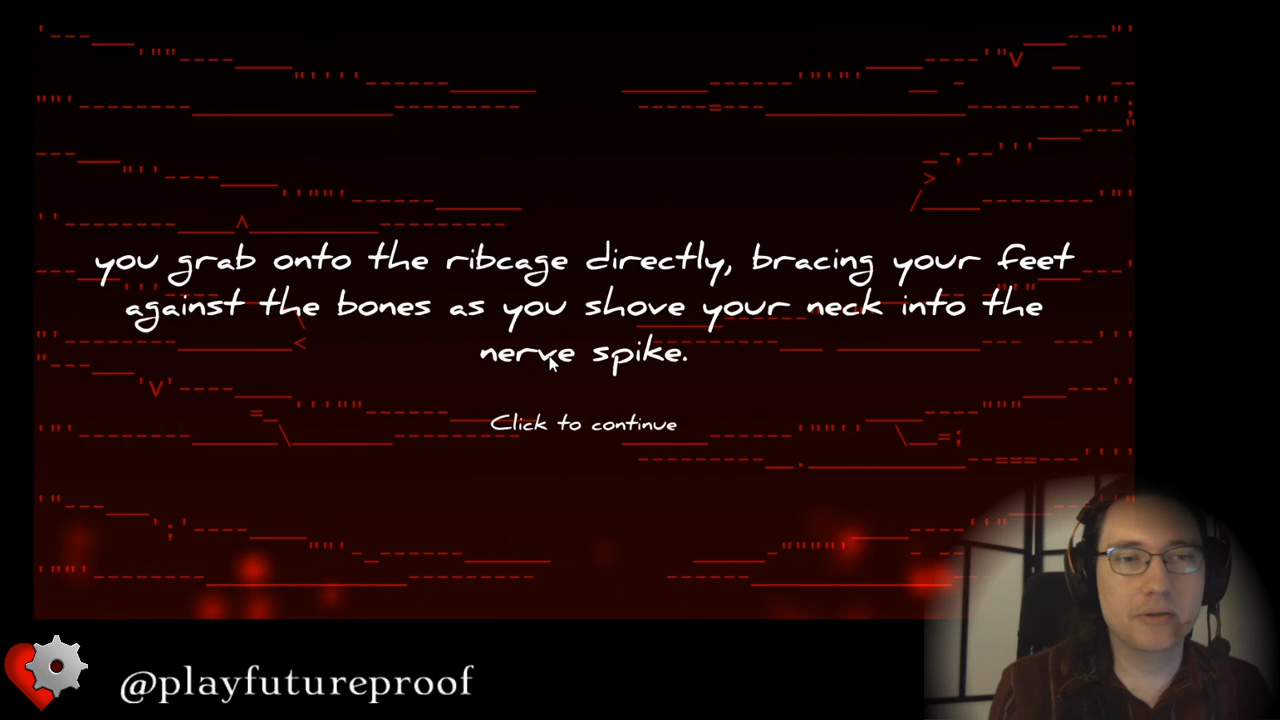 you grab onto the ribcage directly, bracing your feet
against the bones as you shove your neck into the
nerve spike.
Click to continue
@playfutureproof